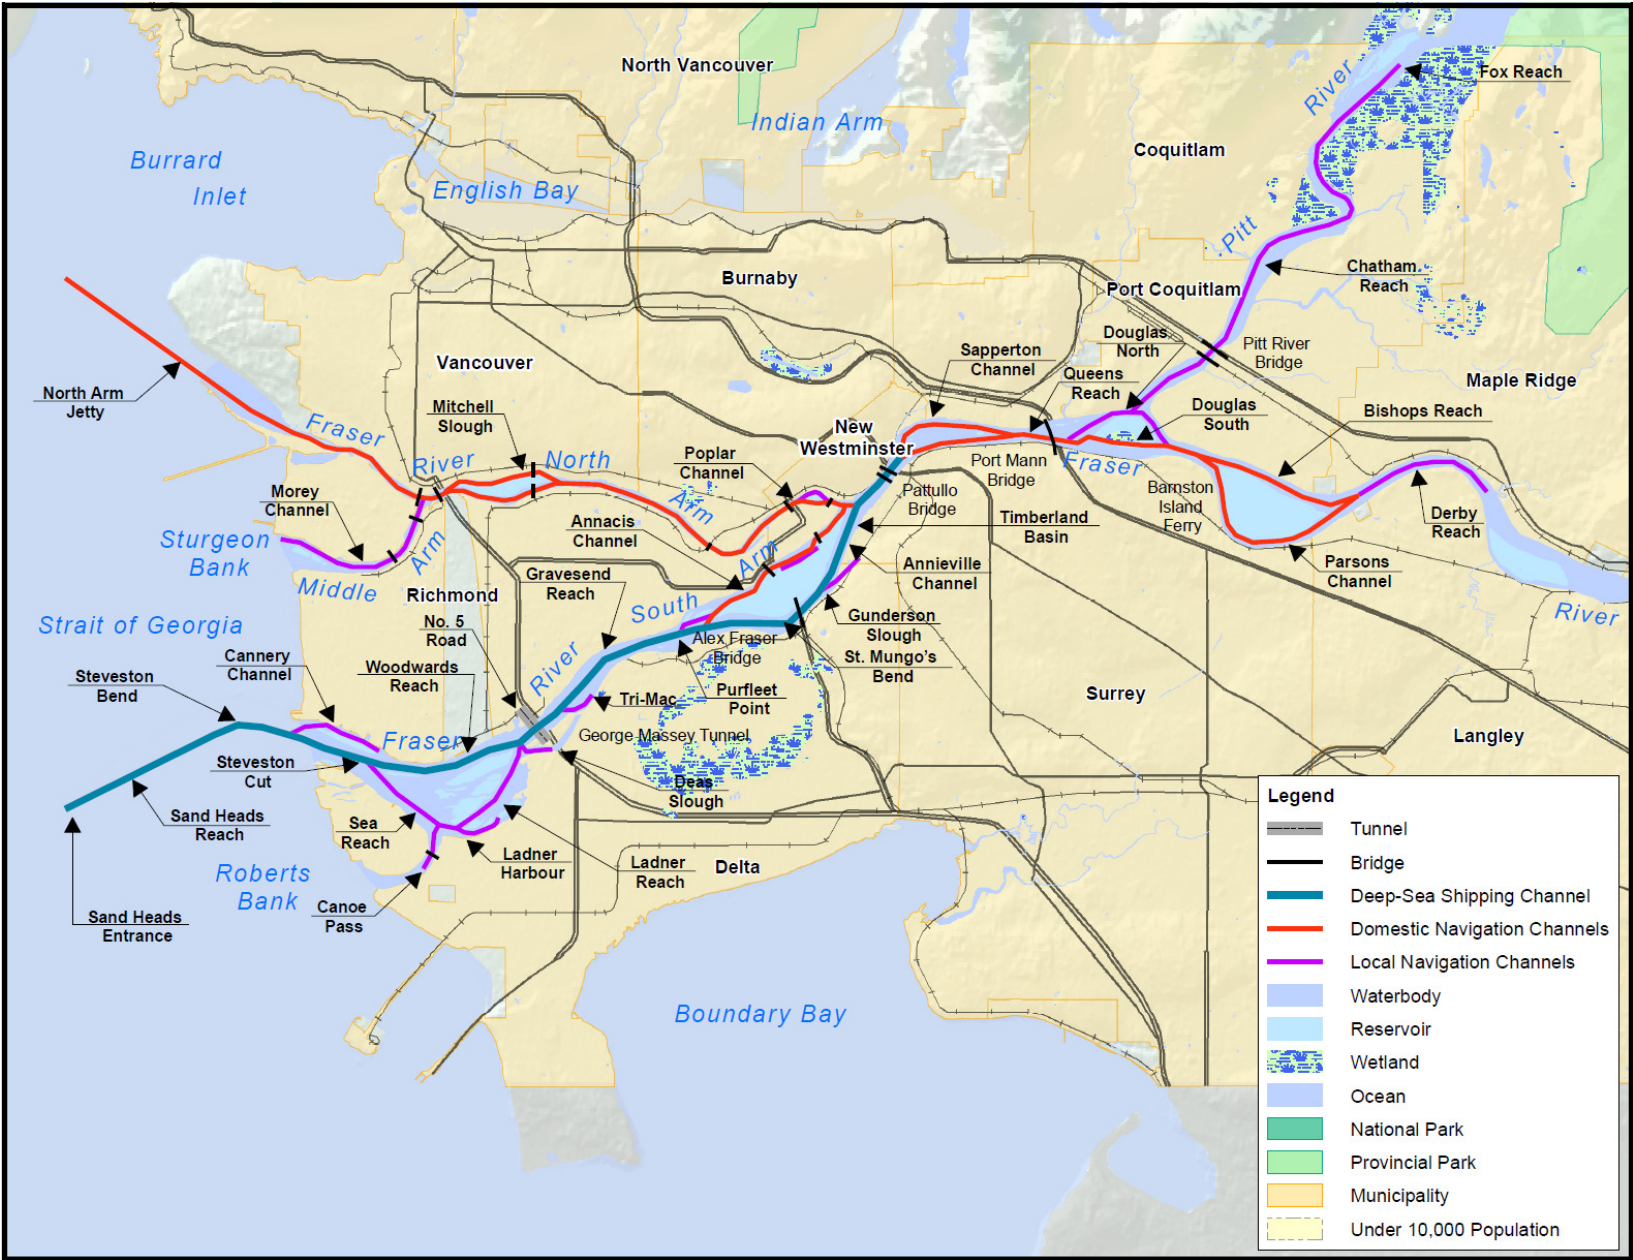 North Vancouver
Fox Reach
River
Indian Arm
Coquitlam
Burrard
Inlet
English Bay
Pitt
Chatham
Reach
Burnaby
Port Coquitlam
Douglas
North
Pitt River
Bridge
Sapperton
Channel
Queens
Reach
Vancouver
Maple Ridge
North Arm
Jetty
Mitchell
Slough
Douglas
South
Bishops Reach
Fraser
New
Westminster
River
North
Poplar
Channel
Port Mann
Bridge
Fraser
Morey
Channel
Arm
Pattullo
Bridge
Barnston
Island
Ferry
Derby
Reach
Annacis
Channel
Timberland
Basin
Sturgeon
Bank
Arm
Arm
Parsons
Channel
Gravesend
Reach
Annieville
Channel
Middle
Richmond
South
River
Strait of Georgia
No. 5
Road
Gunderson
Slough
Alex Fraser
Bridge
St. Mungo's
Bend
Cannery
Channel
Woodwards
Reach
River
Steveston
Bend
Tri-Mac
Purfleet
Point
Surrey
Fraser
George Massey Tunnel
Langley
Steveston
Cut
Deas
Slough
Sand Heads
Reach
Sea
Reach
Ladner
Harbour
Ladner
Reach
Delta
Roberts
Bank
Canoe
Pass
Sand Heads
Entrance
Boundary Bay
Legend
Tunnel
Bridge
Deep-Sea Shipping Channel
Domestic Navigation Channels
Local Navigation Channels
Waterbody
Reservoir
Wetland
Ocean
National Park
Provincial Park
Municipality
Under 10,000 Population